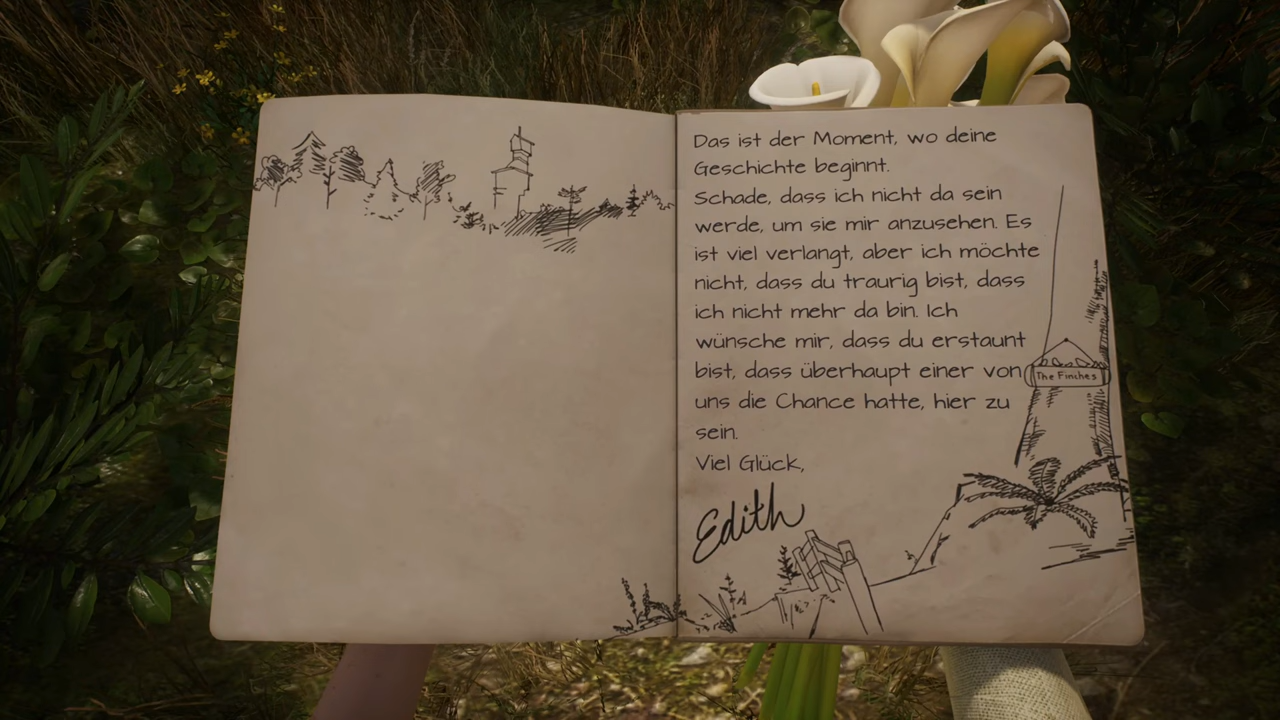 Das ist der Moment, wo deine
Geschichte beginnt.
Schade, dass ich nicht da sein
werde, um sie mir anzusehen. Es
ist viel verlangt, aber ich möchte
nicht, dass du traurig bist, dass
ich nicht mehr da bin. Ich
wünsche mir, dass du erstaunt
bist, dass überhaupt einer von
uns die Chance hatte, hier zu
sein.
Viel Glück,
Edith
The Finches